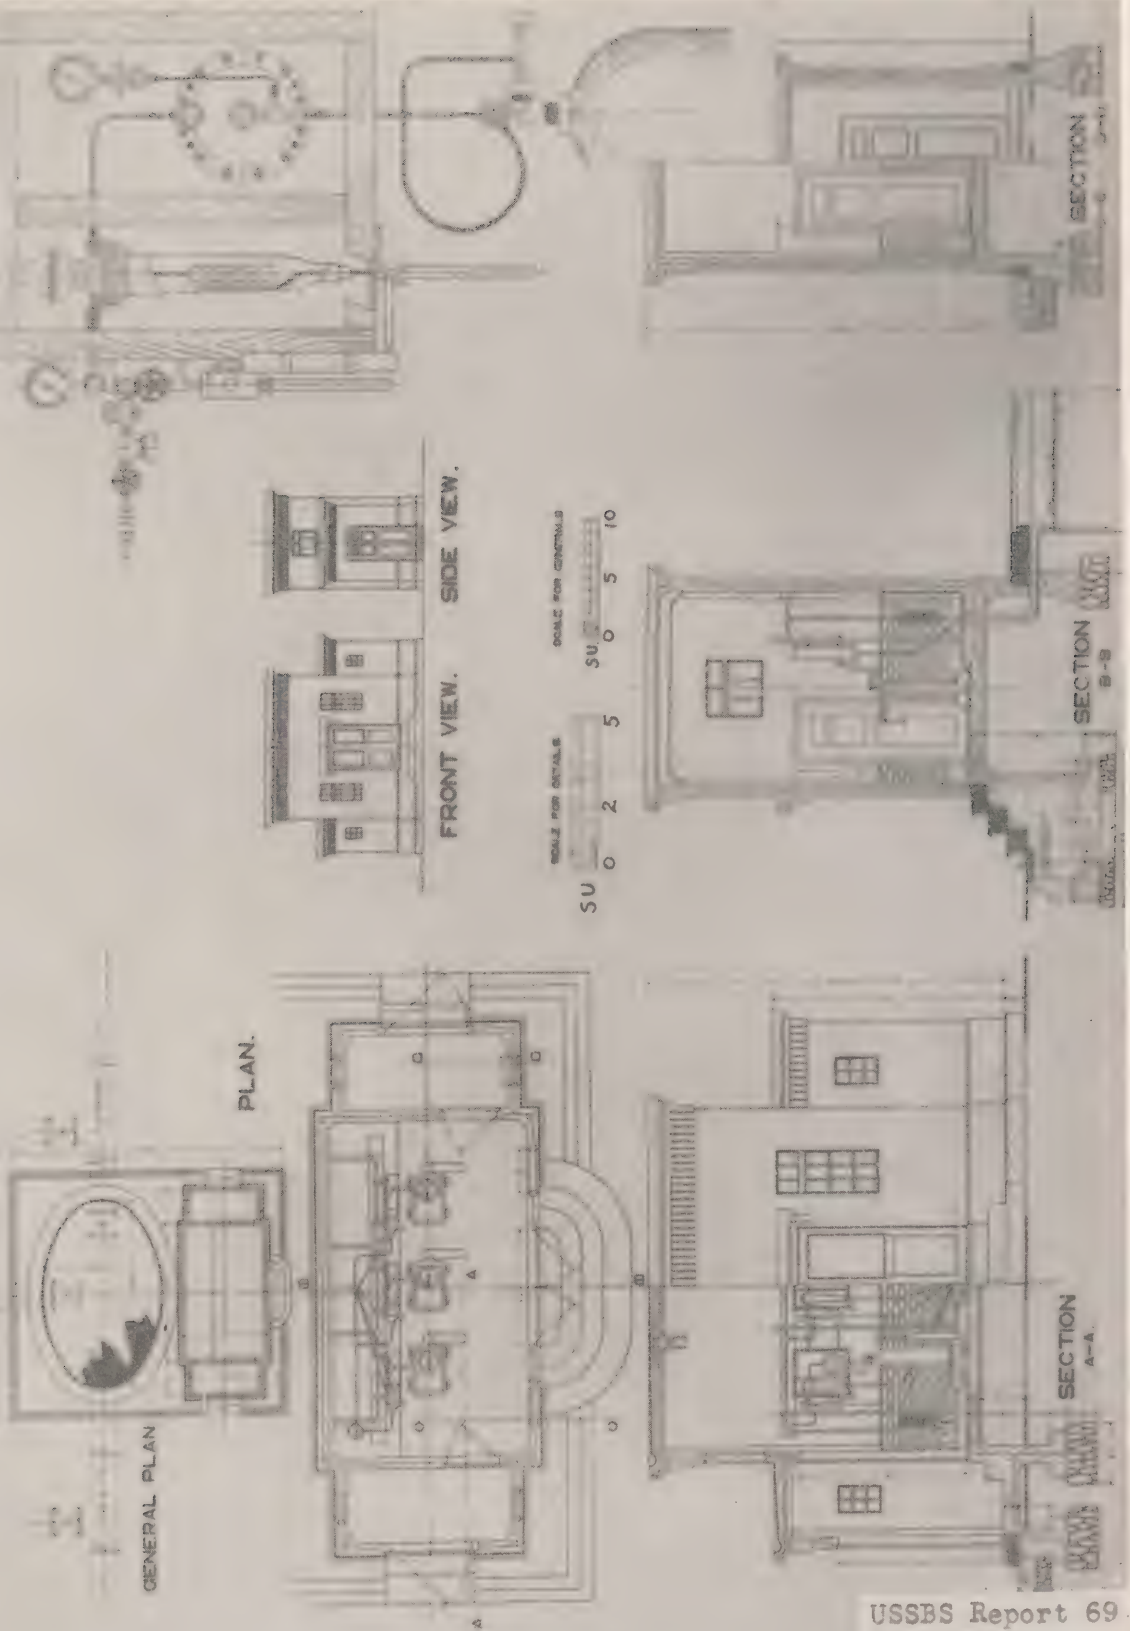 GENERAL PLAN
PLAN.
FRONT VIEW.
SIDE VIEW.
SCALE FOR DETAILS
SU
0 2 5
SCALE FOR GENERALS
SU
0 5 10
SECTION
A-A.
SECTION
B-B
SECTION
B
B
A
A
C
C
D
D
USSBS Report 69